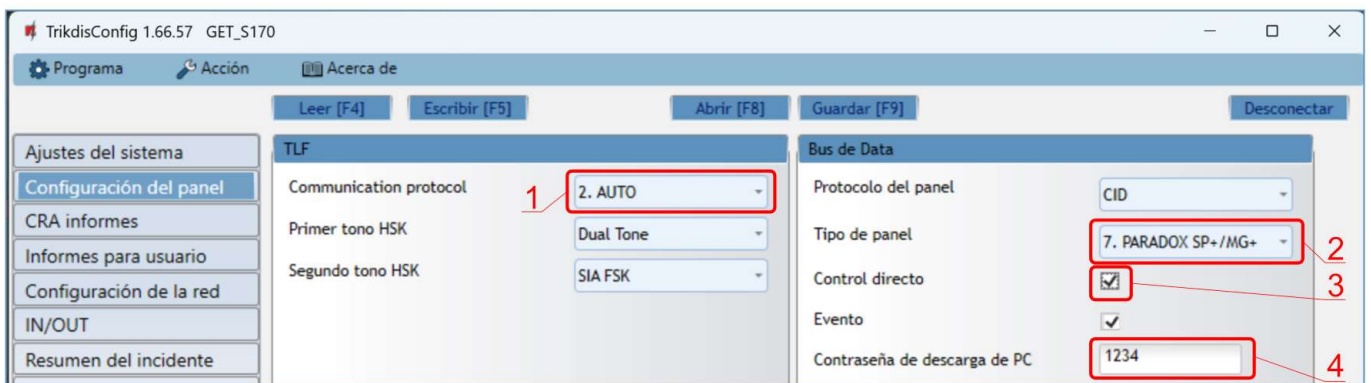 TrikdisConfig 1.66.57 GET_S170
Programa Acción Acerca de
Leer [F4] Escribir [F5] Abrir [F8] Guardar [F9] Desconectar
Ajustes del sistema
Configuración del panel
CRA informes
Informes para usuario
Configuración de la red
IN/OUT
Resumen del incidente
TLF
Communication protocol 1 2. AUTO
Primer tono HSK Dual Tone
Segundo tono HSK SIA FSK
Bus de Data
Protocolo del panel CID
Tipo de panel 7. PARADOX SP+/MG+ 2
Control directo 3
Evento
Contraseña de descarga de PC 1234 4